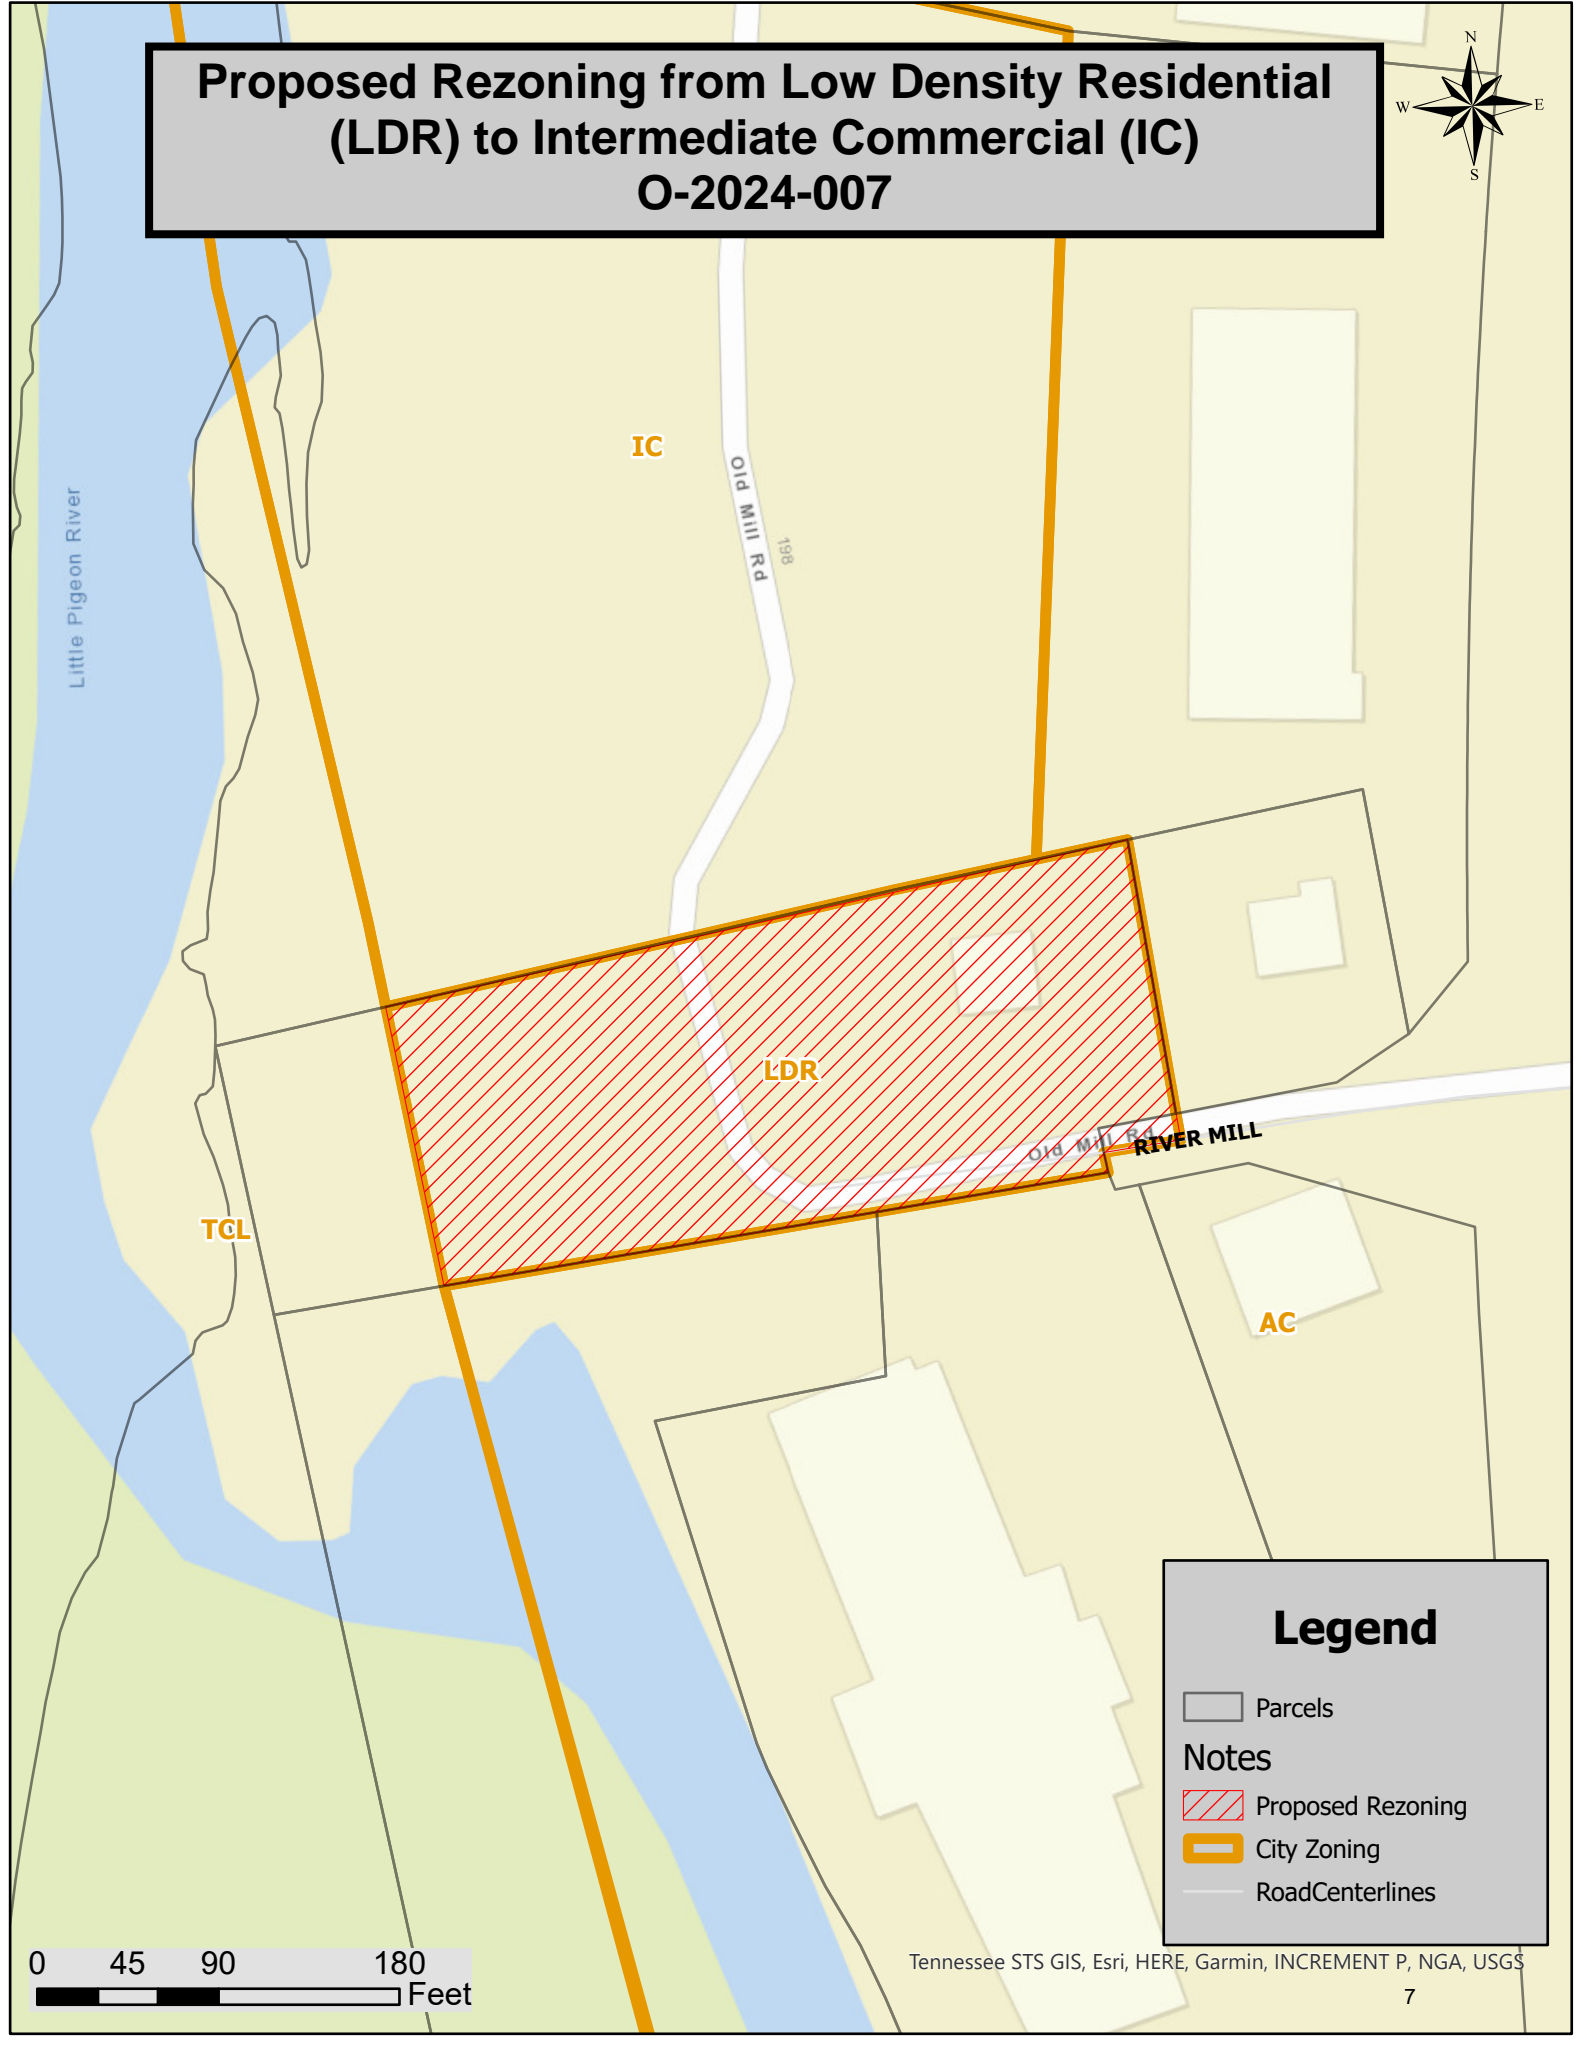 Proposed Rezoning from Low Density Residential
(LDR) to Intermediate Commercial (IC)
O-2024-007
N
W
E
S
IC
Old Mill Rd
198
Little Pigeon River
LDR
Old Mill Rd
RIVER MILL
TCL
AC
Legend
Parcels
Notes
Proposed Rezoning
City Zoning
RoadCenterlines
0 45 90 180
Feet
Tennessee STS GIS, Esri, HERE, Garmin, INCREMENT P, NGA, USGS
7